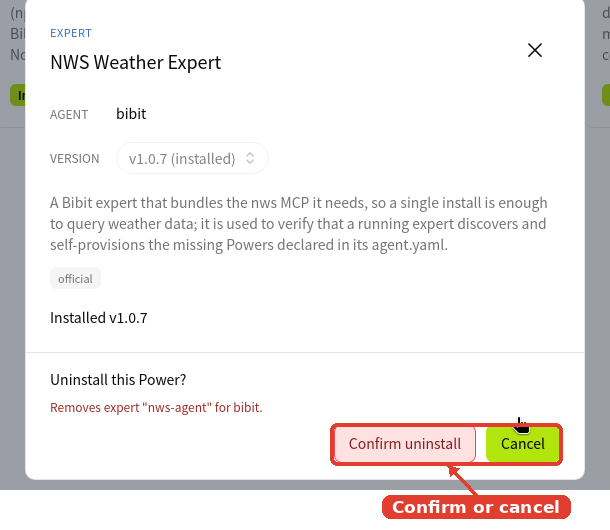 (n
Bil
No
In
d
m
c
EXPERT
NWS Weather Expert
AGENT bibit
VERSION v1.0.7 (installed)
A Bibit expert that bundles the nws MCP it needs, so a single install is enough
to query weather data; it is used to verify that a running expert discovers and
self-provisions the missing Powers declared in its agent.yaml.
official
Installed v1.0.7
Uninstall this Power?
Removes expert "nws-agent" for bibit.
Confirm uninstall Cancel
Confirm or cancel